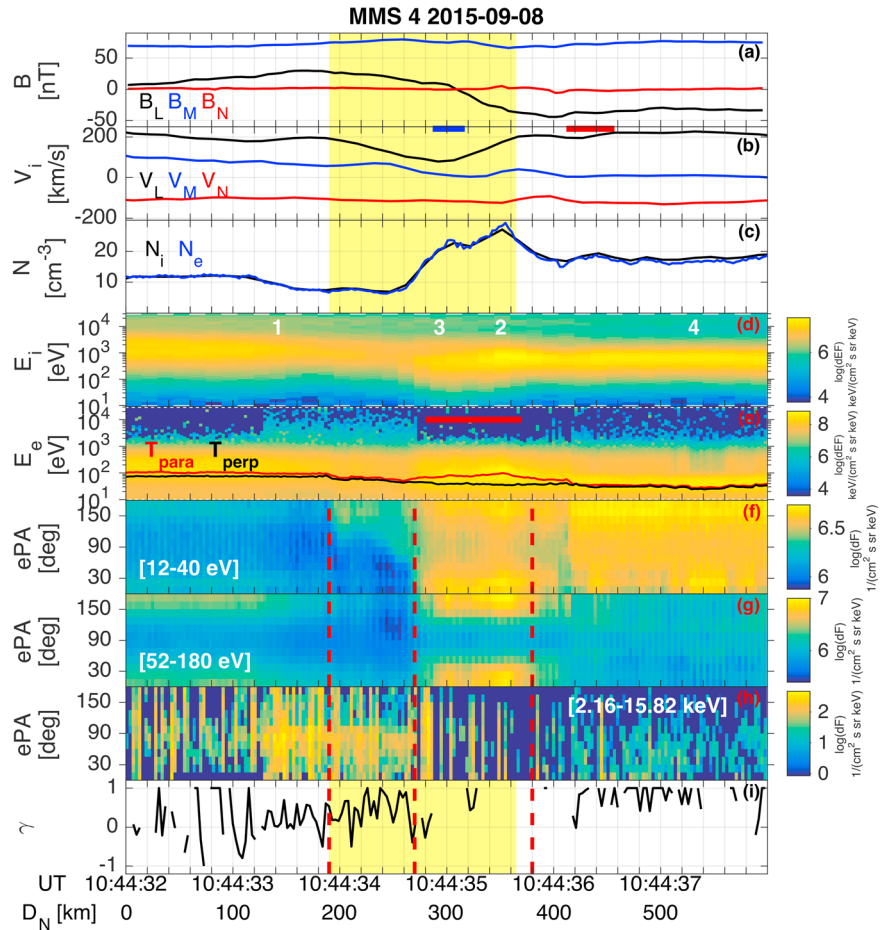 MMS 4 2015-09-08
B [nT]
50
0
-50
(a)
B_L B_M B_N
V_i [km/s]
200
0
-200
(b)
V_L V_M V_N
N [cm^-3]
20
10
(c)
N_i N_e
E_i [eV]
10^4
10^3
10^2
10^1
1 3 2 4
(d)
6
4
log(dEF)
keV/(cm^2 s sr keV)
E_e [eV]
10^4
10^3
10^2
10^1
(e)
T_para T_perp
8
6
4
log(dEF)
keV/(cm^2 s sr keV)
ePA [deg]
150
90
30
(f)
[12-40 eV]
6.5
6
log(dF)
1/(cm^2 s sr keV)
ePA [deg]
150
90
30
(g)
[52-180 eV]
7
6
log(dF)
1/(cm^2 s sr keV)
ePA [deg]
150
90
30
(h)
[2.16-15.82 keV]
2
1
0
log(dF)
1/(cm^2 s sr keV)
γ
1
0
-1
(i)
UT 10:44:32 10:44:33 10:44:34 10:44:35 10:44:36 10:44:37
D_N [km] 0 100 200 300 400 500